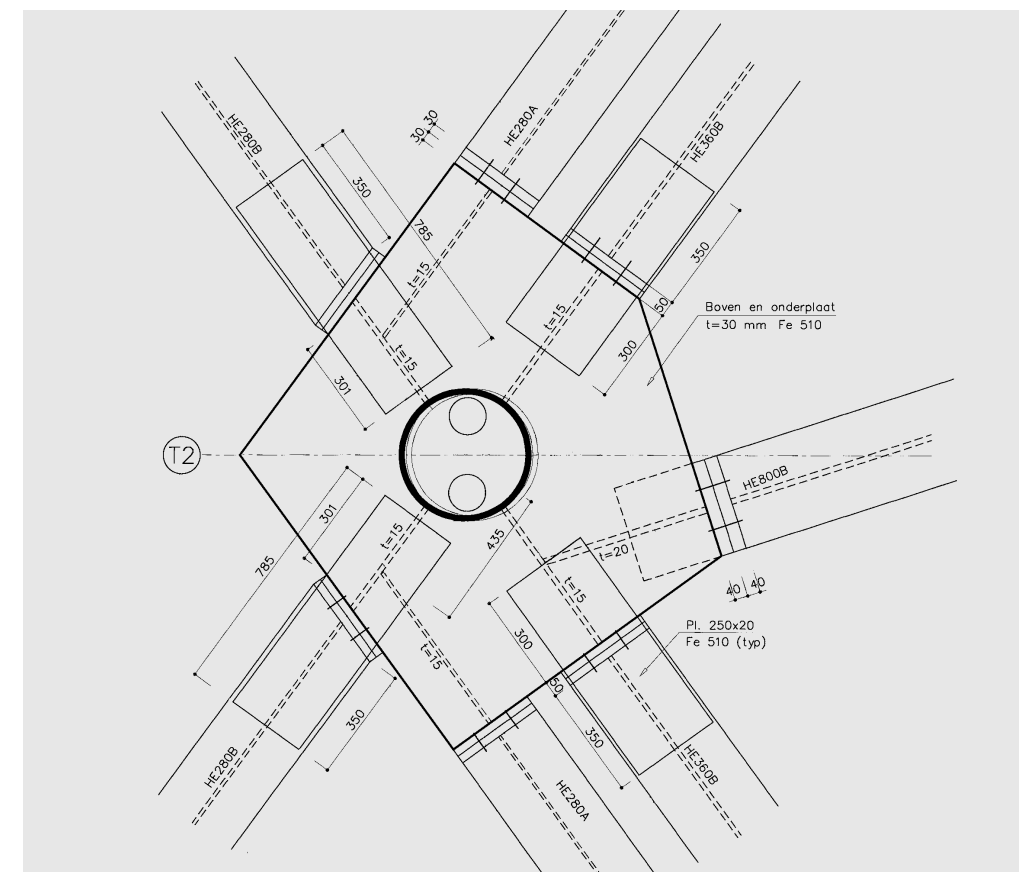 HE280B
30 30
HE280A
HE360B
350
785
t=15
350
t=15
50
Boven en onderplaat
t=30 mm Fe 510
t=15
300
301
T2
HE800B
301
t=15
435
785
t=20
40 40
t=15
Pl. 250x20
Fe 510 (typ)
300
t=15
50
350
350
HE280B
HE360B
HE280A